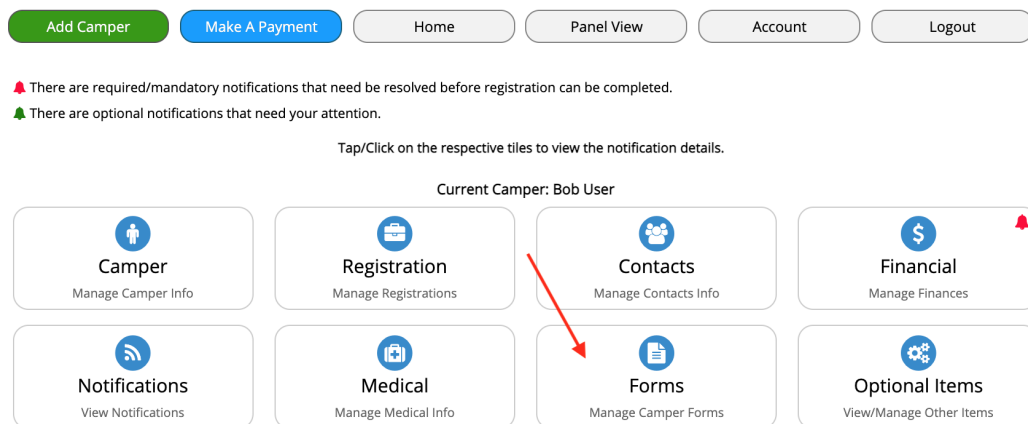 Add Camper Make A Payment Home Panel View Account Logout
There are required/mandatory notifications that need be resolved before registration can be completed.
There are optional notifications that need your attention.
Tap/Click on the respective tiles to view the notification details.
Current Camper: Bob User
Camper Registration Contacts Financial
Manage Camper Info Manage Registrations Manage Contacts Info Manage Finances
Notifications Medical Forms Optional Items
View Notifications Manage Medical Info Manage Camper Forms View/Manage Other Items